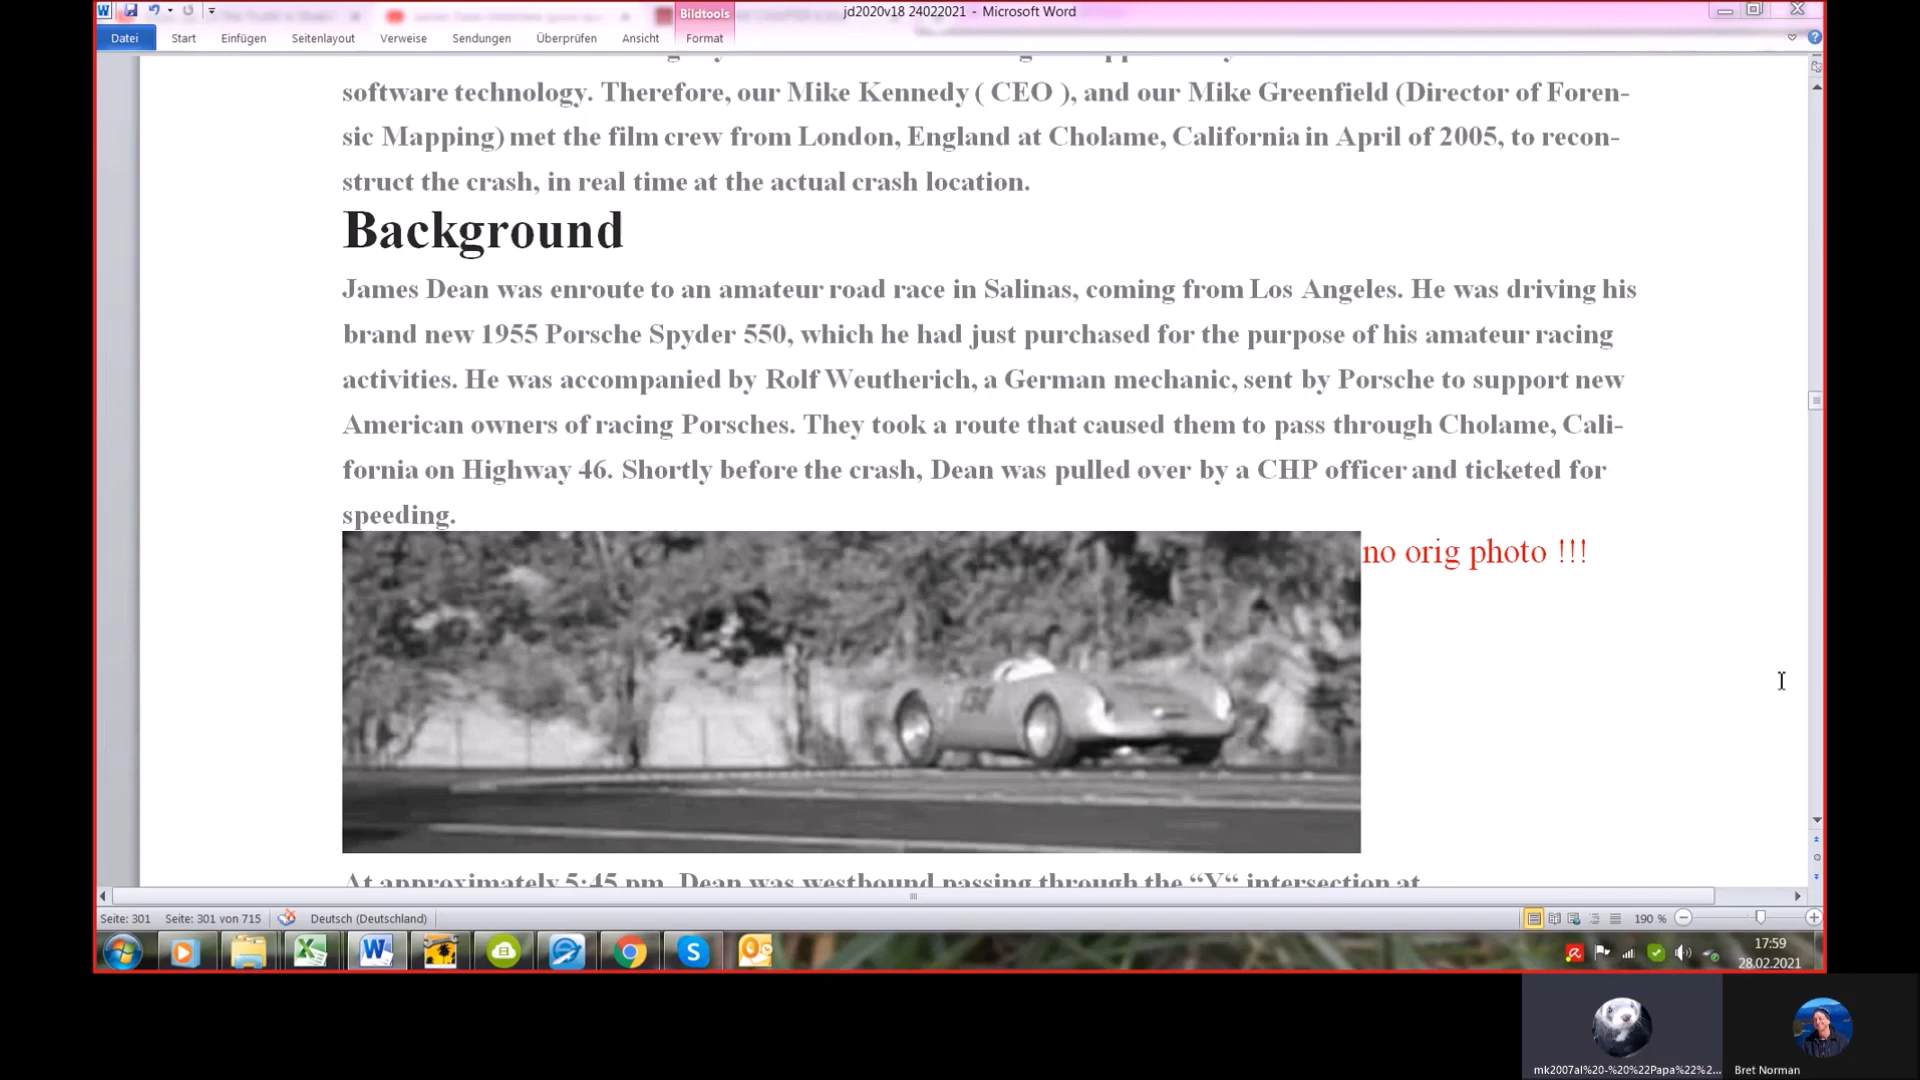 Bildtools
jd2020v18 24022021 - Microsoft Word
Datei Start Einfügen Seitenlayout Verweise Sendungen Überprüfen Ansicht Format
software technology. Therefore, our Mike Kennedy ( CEO ), and our Mike Greenfield (Director of Foren-
sic Mapping) met the film crew from London, England at Cholame, California in April of 2005, to recon-
struct the crash, in real time at the actual crash location.
Background
James Dean was enroute to an amateur road race in Salinas, coming from Los Angeles. He was driving his
brand new 1955 Porsche Spyder 550, which he had just purchased for the purpose of his amateur racing
activities. He was accompanied by Rolf Weutherich, a German mechanic, sent by Porsche to support new
American owners of racing Porsches. They took a route that caused them to pass through Cholame, Cali-
fornia on Highway 46. Shortly before the crash, Dean was pulled over by a CHP officer and ticketed for
speeding.
no orig photo !!!
At approximately 5:45 pm, Dean was westbound passing through the “Y“ intersection at
Seite: 301 Seite: 301 von 715 Deutsch (Deutschland) 190 %
17:59
28.02.2021
mk2007al%20-%20%22Papa%22%2... Bret Norman